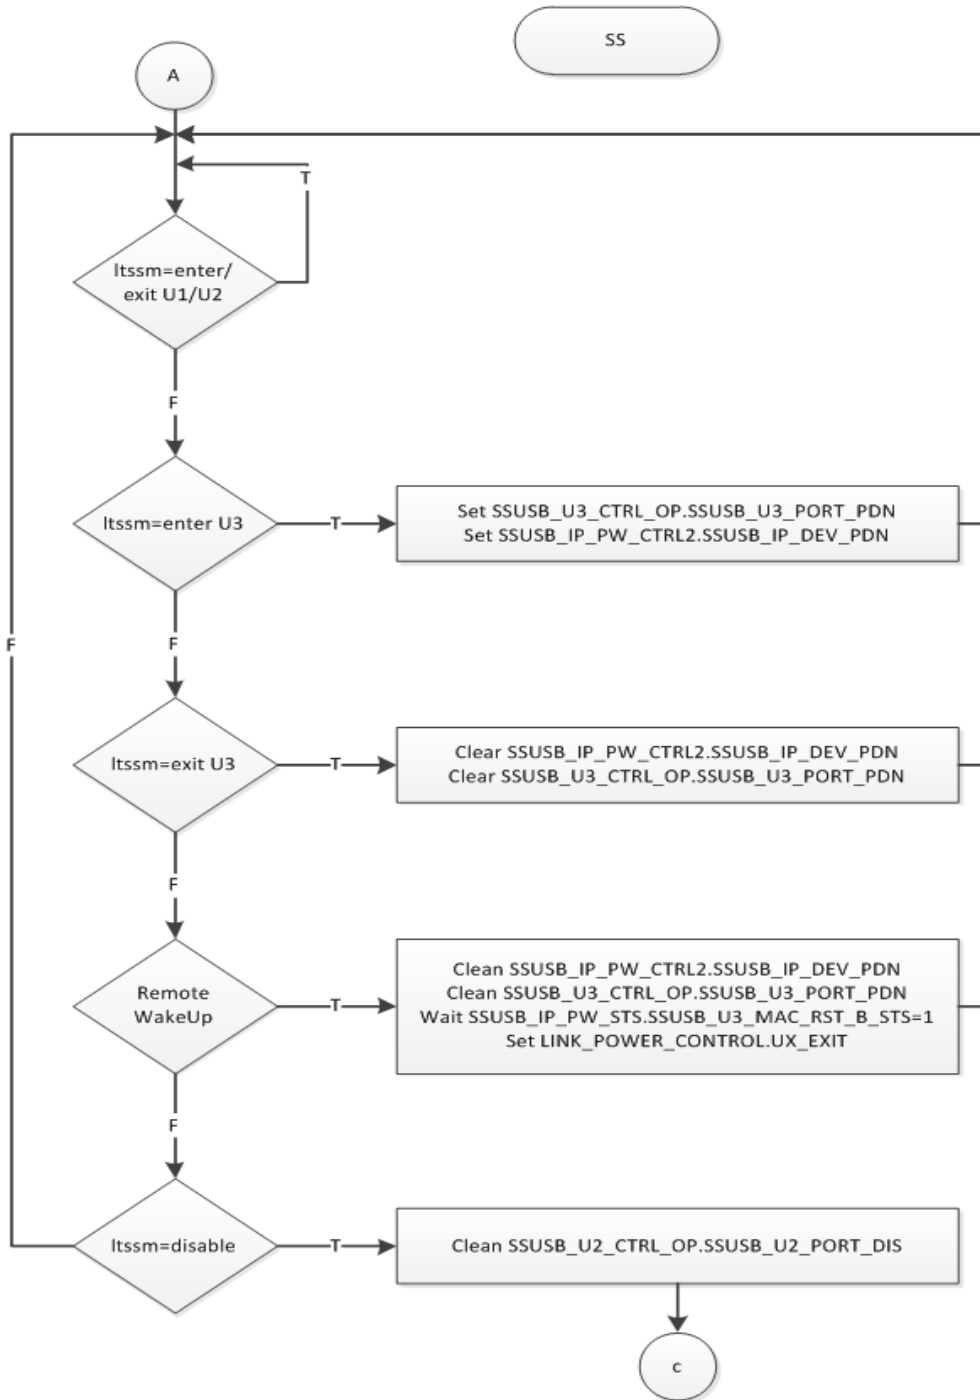 SS
A
T
ltssm=enter/
exit U1/U2
F
ltssm=enter U3
T
Set SSUSB_U3_CTRL_OP.SSUSB_U3_PORT_PDN
Set SSUSB_IP_PW_CTRL2.SSUSB_IP_DEV_PDN
F
F
ltssm=exit U3
T
Clear SSUSB_IP_PW_CTRL2.SSUSB_IP_DEV_PDN
Clear SSUSB_U3_CTRL_OP.SSUSB_U3_PORT_PDN
F
Remote
WakeUp
T
Clean SSUSB_IP_PW_CTRL2.SSUSB_IP_DEV_PDN
Clean SSUSB_U3_CTRL_OP.SSUSB_U3_PORT_PDN
Wait SSUSB_IP_PW_STS.SSUSB_U3_MAC_RST_B_STS=1
Set LINK_POWER_CONTROL.UX_EXIT
F
ltssm=disable
T
Clean SSUSB_U2_CTRL_OP.SSUSB_U2_PORT_DIS
c